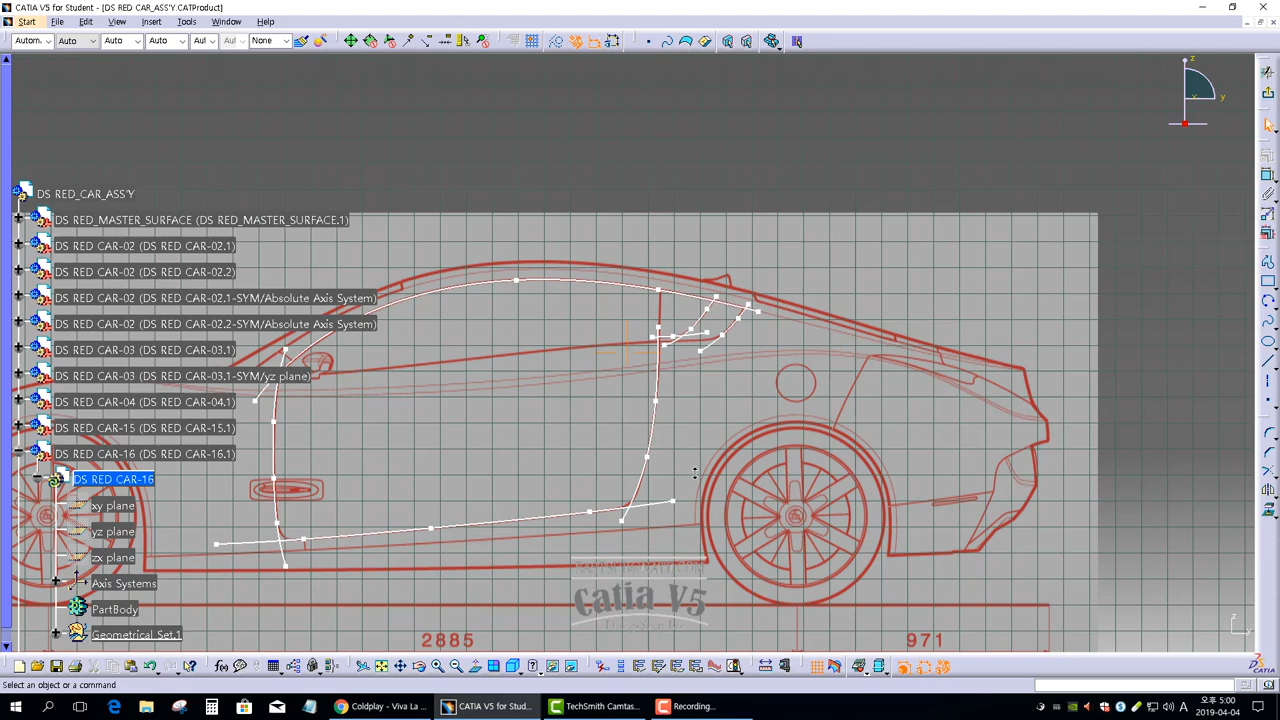 CATIA V5 for Student - [DS RED CAR_ASS'Y.CATProduct]
Start File Edit View Insert Tools Window Help
Autom. Auto Auto Auto Aut Aut None
z
x y
DS RED_CAR_ASS'Y
DS RED_MASTER_SURFACE (DS RED_MASTER_SURFACE.1)
DS RED CAR-02 (DS RED CAR-02.1)
DS RED CAR-02 (DS RED CAR-02.2)
DS RED CAR-02 (DS RED CAR-02.1-SYM/Absolute Axis System)
DS RED CAR-02 (DS RED CAR-02.2-SYM/Absolute Axis System)
DS RED CAR-03 (DS RED CAR-03.1)
DS RED CAR-03 (DS RED CAR-03.1-SYM/yz plane)
DS RED CAR-04 (DS RED CAR-04.1)
DS RED CAR-15 (DS RED CAR-15.1)
DS RED CAR-16 (DS RED CAR-16.1)
DS RED CAR-16
xy plane
yz plane
zx plane
Axis Systems
PartBody
Geometrical Set.1
Catia V5
2885 971
z
y
Select an object or a command
Coldplay - Viva La ... CATIA V5 for Stud... TechSmith Camtas... Recording...
A 오후 5:00
2019-04-04